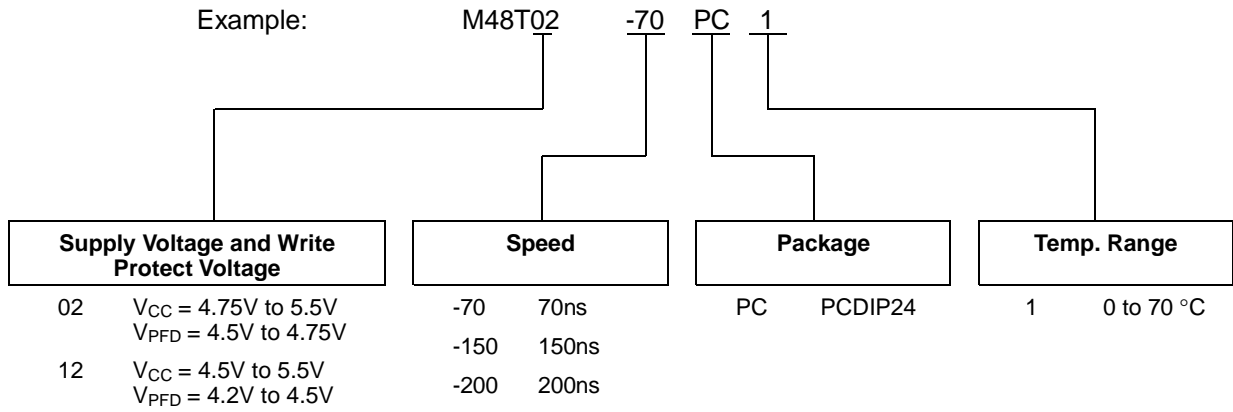 Example: M48T02 -70 PC 1
Supply Voltage and Write
Protect Voltage
02 VCC = 4.75V to 5.5V
VPFD = 4.5V to 4.75V
12 VCC = 4.5V to 5.5V
VPFD = 4.2V to 4.5V
Speed
-70 70ns
-150 150ns
-200 200ns
Package
PC PCDIP24
Temp. Range
1 0 to 70 °C